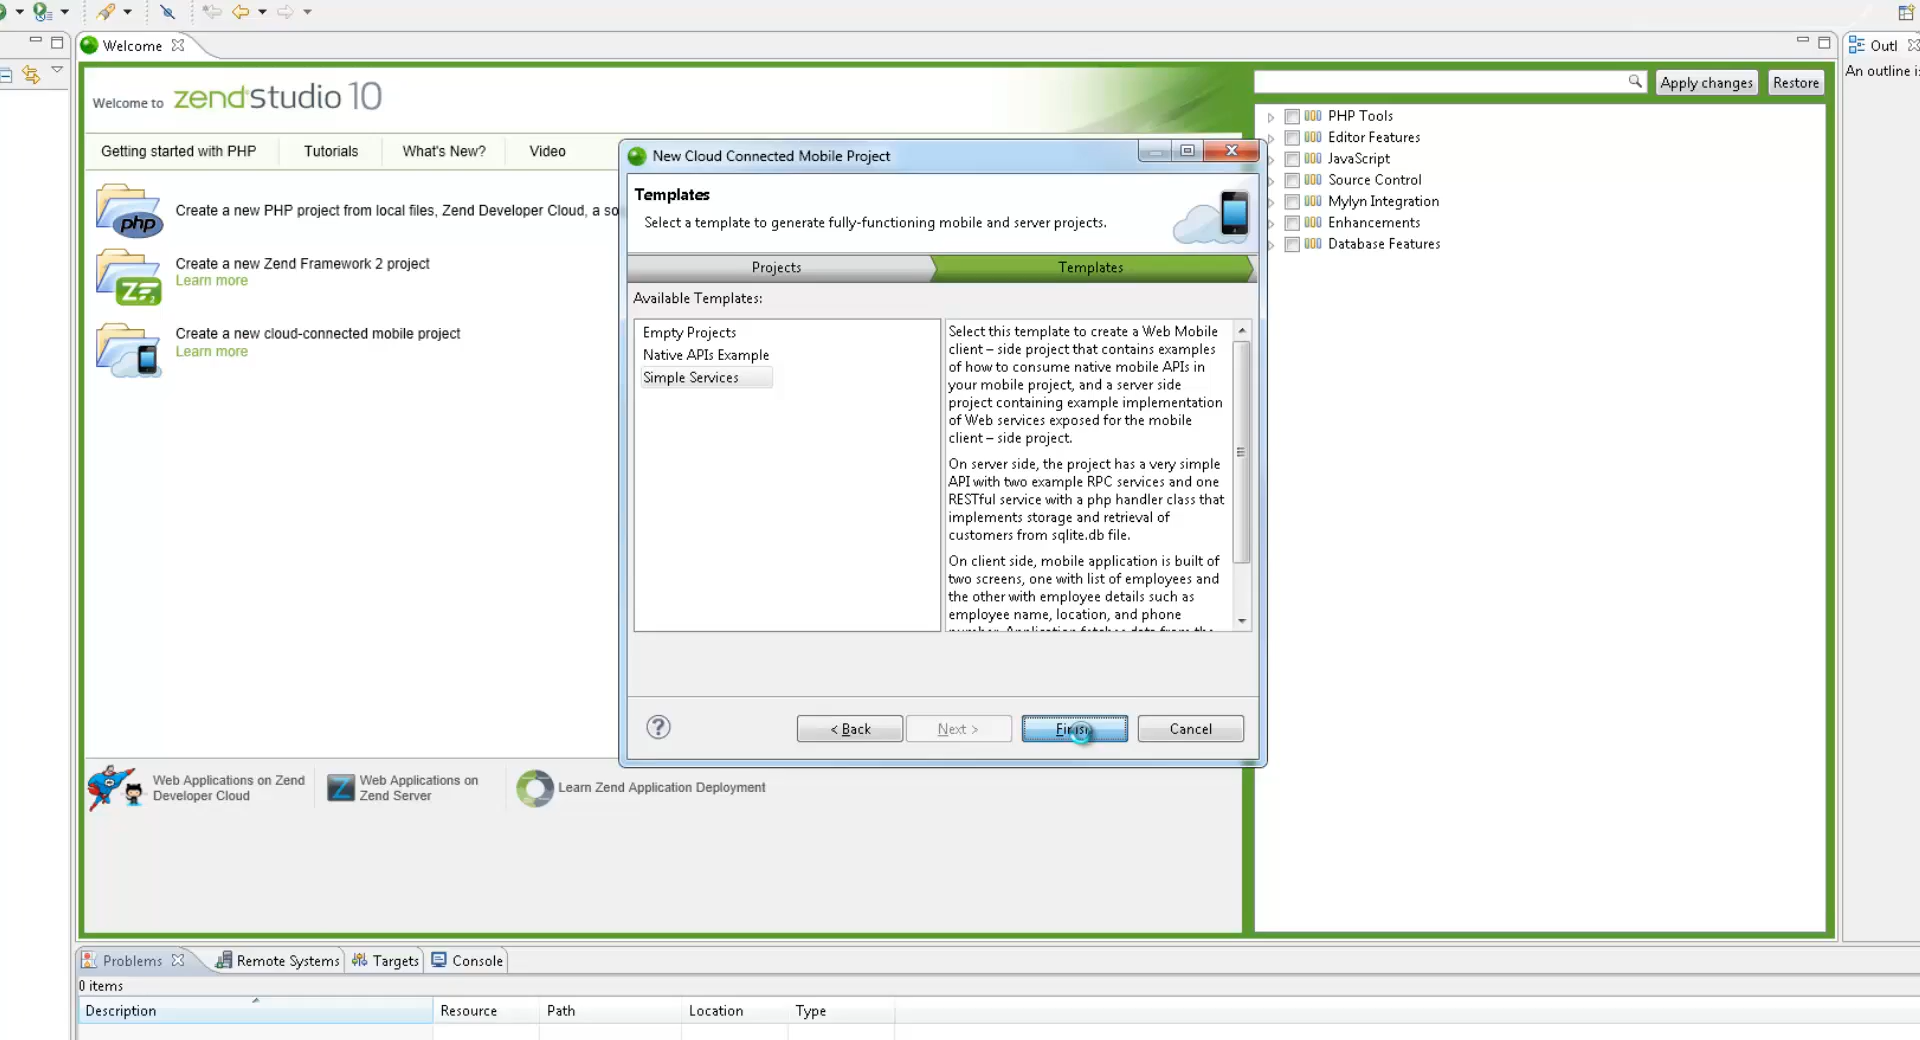 Welcome
Outl
An outline is
Welcome to zend Studio 10
Apply changes
Restore
Getting started with PHP
Tutorials
What's New?
Video
Create a new PHP project from local files, Zend Developer Cloud, a so
Create a new Zend Framework 2 project
Learn more
Create a new cloud-connected mobile project
Learn more
PHP Tools
Editor Features
JavaScript
Source Control
Mylyn Integration
Enhancements
Database Features
New Cloud Connected Mobile Project
Templates
Select a template to generate fully-functioning mobile and server projects.
Projects
Templates
Available Templates:
Empty Projects
Native APIs Example
Simple Services
Select this template to create a Web Mobile
client – side project that contains examples
of how to consume native mobile APIs in
your mobile project, and a server side
project containing example implementation
of Web services exposed for the mobile
client – side project.
On server side, the project has a very simple
API with two example RPC services and one
RESTful service with a php handler class that
implements storage and retrieval of
customers from sqlite.db file.
On client side, mobile application is built of
two screens, one with list of employees and
the other with employee details such as
employee name, location, and phone
number. Application fetches data from the
< Back
Next >
Finish
Cancel
php
ZF2
Web Applications on Zend
Developer Cloud
Web Applications on
Zend Server
Learn Zend Application Deployment
Problems
Remote Systems
Targets
Console
0 items
Description
Resource
Path
Location
Type